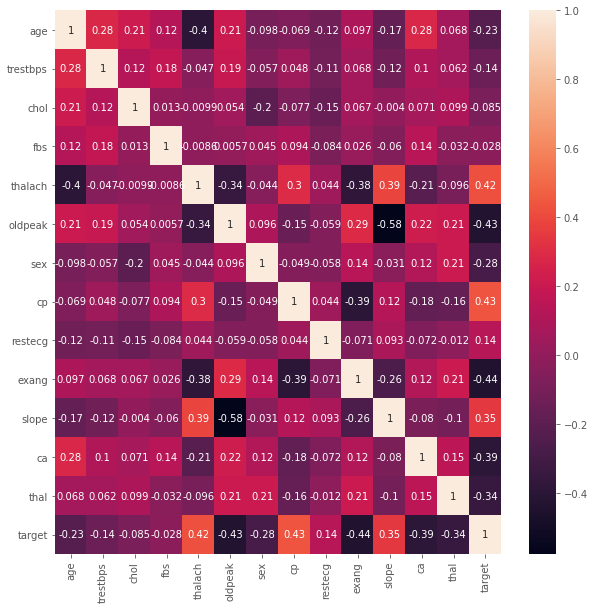 age 1 0.28 0.21 0.12 -0.4 0.21 -0.098 -0.069 -0.12 0.097 -0.17 0.28 0.068 -0.23
trestbps 0.28 1 0.12 0.18 -0.047 0.19 -0.057 0.048 -0.11 0.068 -0.12 0.1 0.062 -0.14
chol 0.21 0.12 1 0.013 -0.0099 0.054 -0.2 -0.077 -0.15 0.067 -0.004 0.071 0.099 -0.085
fbs 0.12 0.18 0.013 1 -0.0086 0.0057 0.045 0.094 -0.084 0.026 -0.06 0.14 -0.032 -0.028
thalach -0.4 -0.047 -0.0099 -0.0086 1 -0.34 -0.044 0.3 0.044 -0.38 0.39 -0.21 -0.096 0.42
oldpeak 0.21 0.19 0.054 0.0057 -0.34 1 0.096 -0.15 -0.059 0.29 -0.58 0.22 0.21 -0.43
sex -0.098 -0.057 -0.2 0.045 -0.044 0.096 1 -0.049 -0.058 0.14 -0.031 0.12 0.21 -0.28
cp -0.069 0.048 -0.077 0.094 0.3 -0.15 -0.049 1 0.044 -0.39 0.12 -0.18 -0.16 0.43
restecg -0.12 -0.11 -0.15 -0.084 0.044 -0.059 -0.058 0.044 1 -0.071 0.093 -0.072 -0.012 0.14
exang 0.097 0.068 0.067 0.026 -0.38 0.29 0.14 -0.39 -0.071 1 -0.26 0.12 0.21 -0.44
slope -0.17 -0.12 -0.004 -0.06 0.39 -0.58 -0.031 0.12 0.093 -0.26 1 -0.08 -0.1 0.35
ca 0.28 0.1 0.071 0.14 -0.21 0.22 0.12 -0.18 -0.072 0.12 -0.08 1 0.15 -0.39
thal 0.068 0.062 0.099 -0.032 -0.096 0.21 0.21 -0.16 -0.012 0.21 -0.1 0.15 1 -0.34
target -0.23 -0.14 -0.085 -0.028 0.42 -0.43 -0.28 0.43 0.14 -0.44 0.35 -0.39 -0.34 1
age trestbps chol fbs thalach oldpeak sex cp restecg exang slope ca thal target
1.0
0.8
0.6
0.4
0.2
0.0
−0.2
−0.4